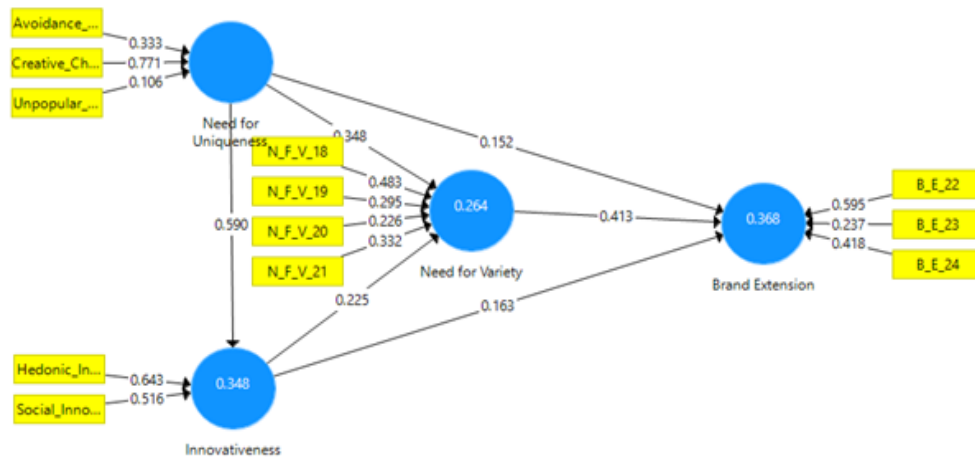 Avoidance_...
0.333
Creative_Ch...
0.771
Unpopular_...
0.106
Need for
Uniqueness
0.348
0.152
N_F_V_18
0.483
N_F_V_19
0.295
N_F_V_20
0.226
N_F_V_21
0.332
0.264
Need for Variety
0.413
0.368
Brand Extension
B_E_22
0.595
B_E_23
0.237
B_E_24
0.418
0.590
0.225
0.163
Hedonic_In...
0.643
Social_Inno...
0.516
0.348
Innovativeness